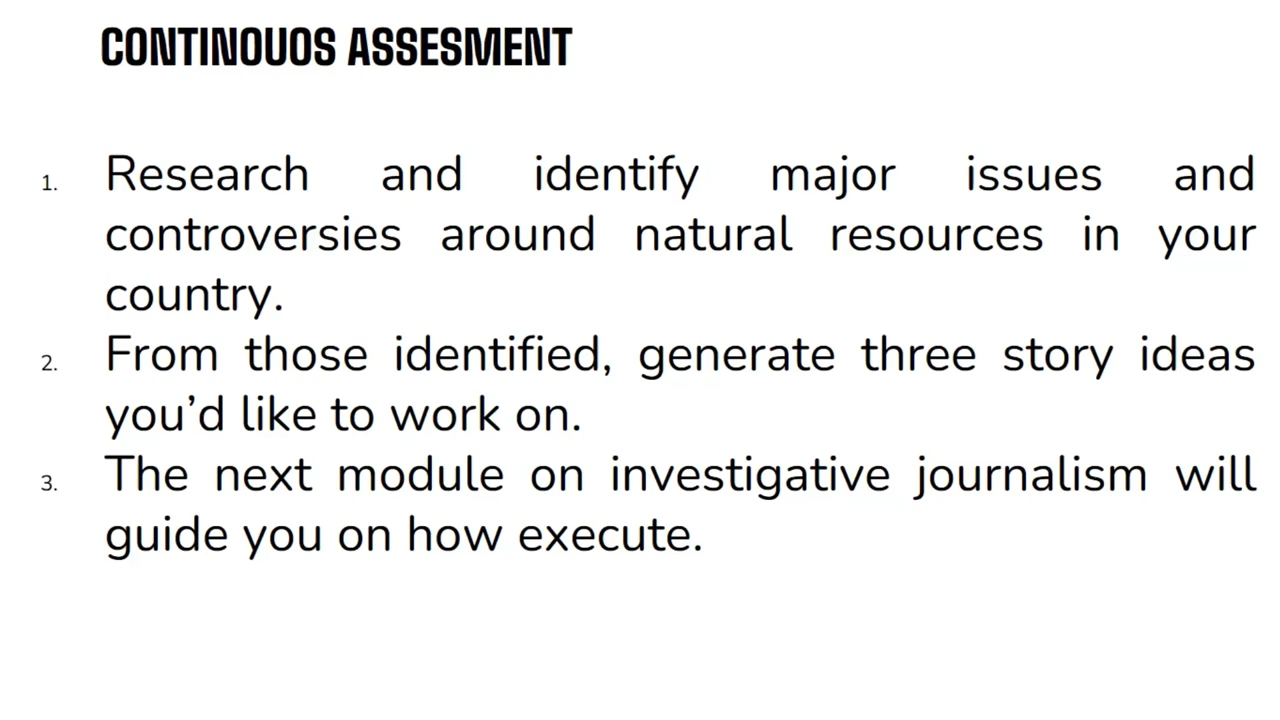 CONTINOUOS ASSESMENT
1. Research and identify major issues and
controversies around natural resources in your
country.
2. From those identified, generate three story ideas
you’d like to work on.
3. The next module on investigative journalism will
guide you on how execute.